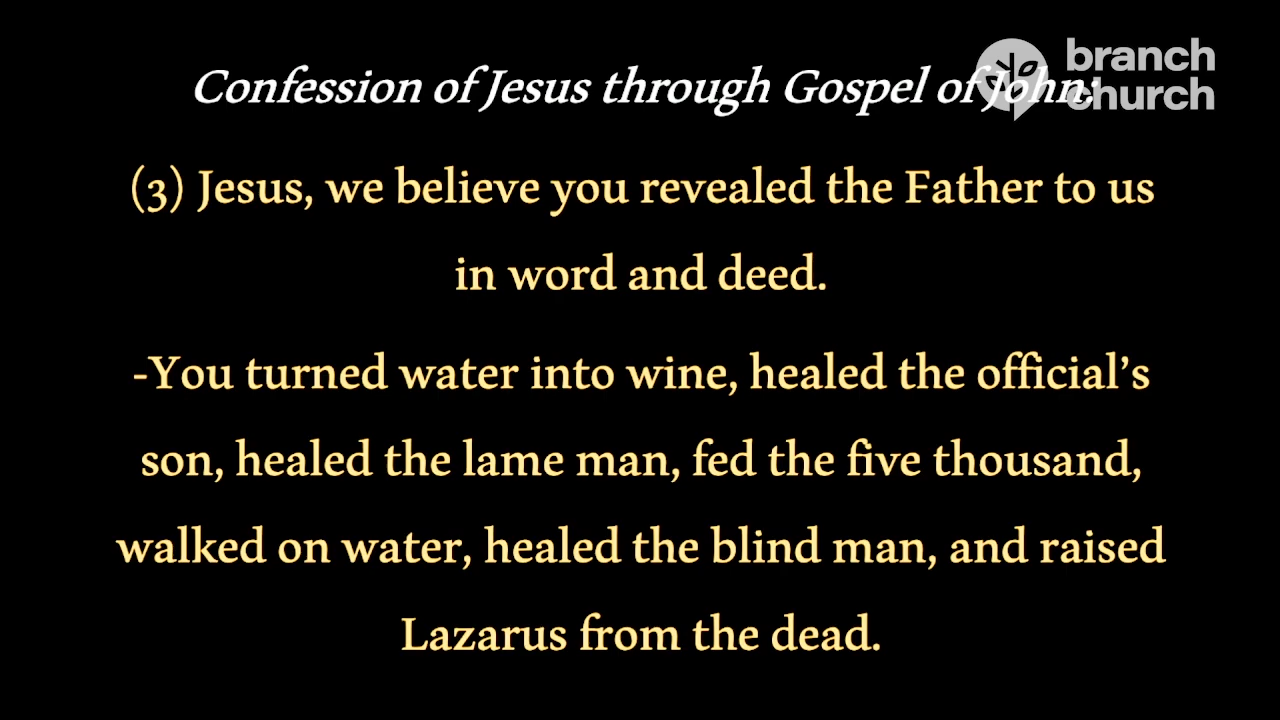 Confession of Jesus through Gospel of John:
branch
church
(3) Jesus, we believe you revealed the Father to us
in word and deed.
-You turned water into wine, healed the official’s
son, healed the lame man, fed the five thousand,
walked on water, healed the blind man, and raised
Lazarus from the dead.